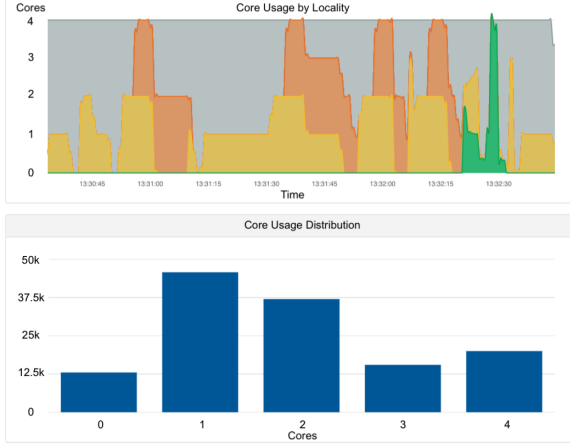 Cores
Core Usage by Locality
4
3
2
1
0
13:30:45 13:31:00 13:31:15 13:31:30 13:31:45 13:32:00 13:32:15 13:32:30
Time
Core Usage Distribution
50k
37.5k
25k
12.5k
0
0 1 2 3 4
Cores